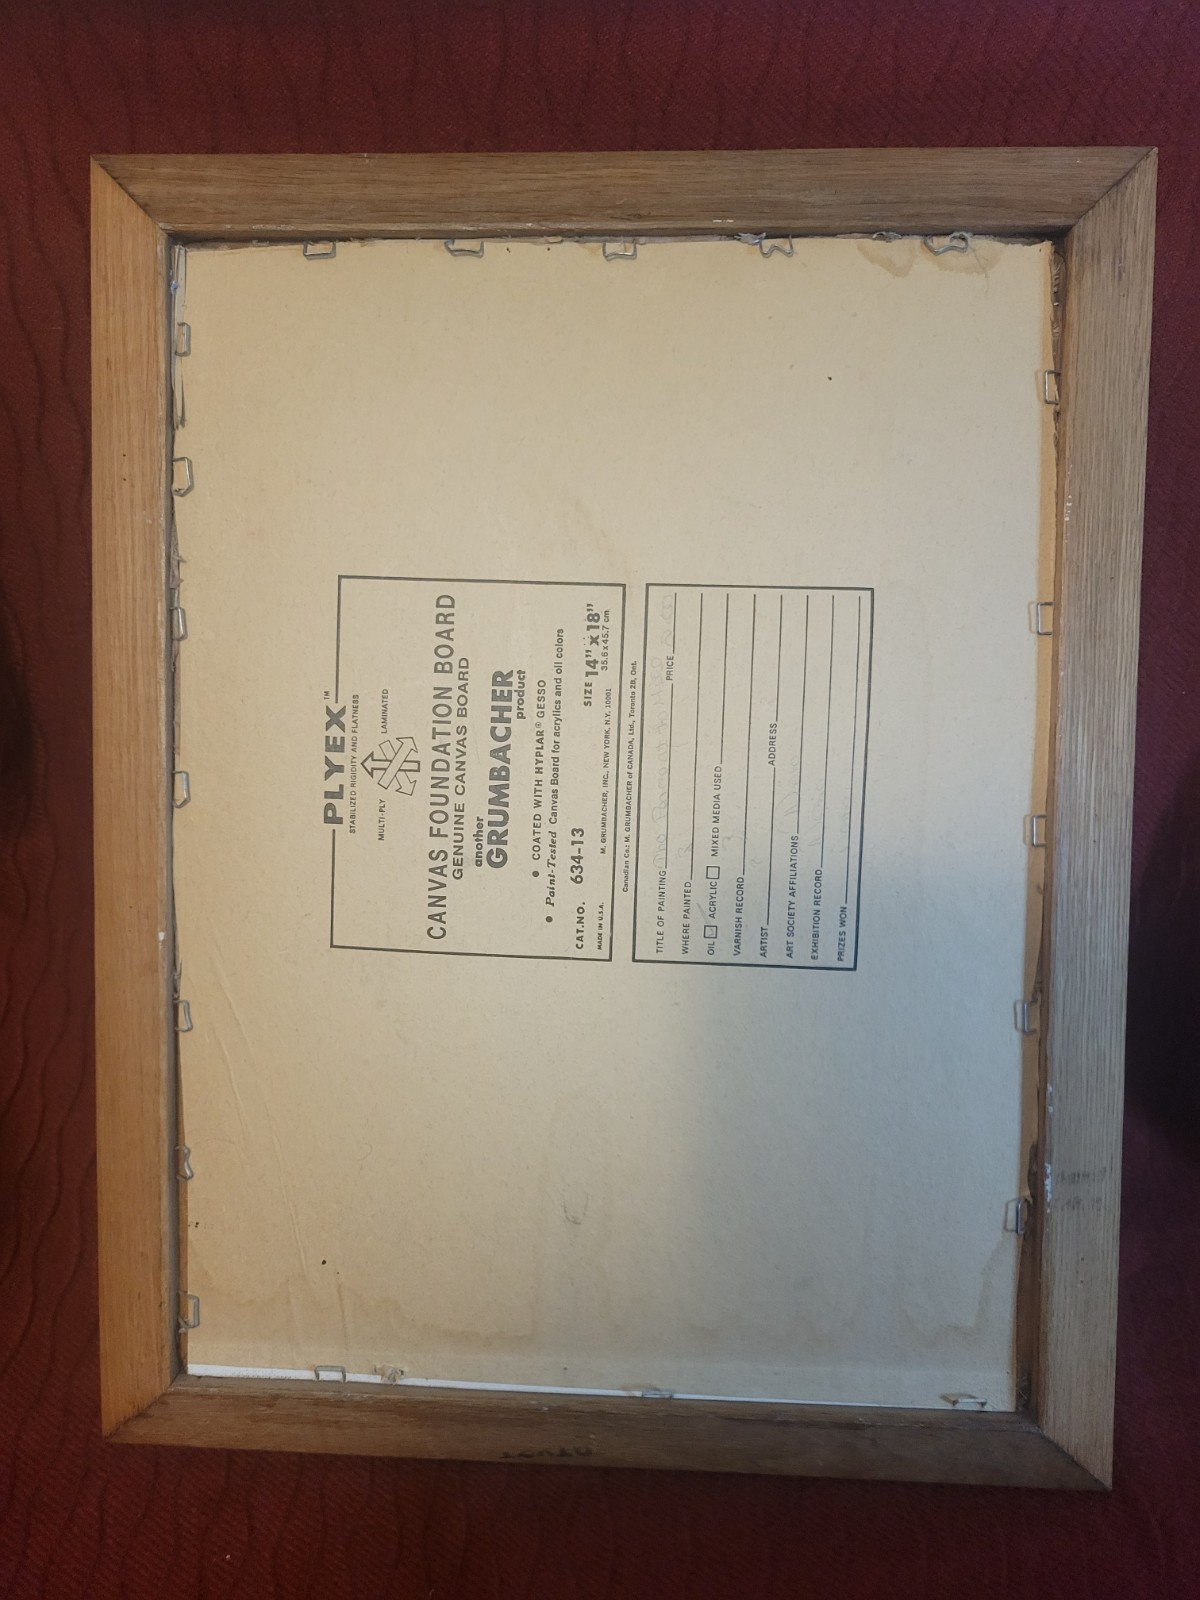 PLYEX™
STABILIZED RIGIDITY AND FLATNESS
MULTI-PLY LAMINATED
CANVAS FOUNDATION BOARD
GENUINE CANVAS BOARD
another
GRUMBACHER
product
• COATED WITH HYPLAR® GESSO
• Paint-Tested Canvas Board for acrylics and oil colors
CAT.NO. 634-13 SIZE 14" x 18"
35.6 x 45.7 cm
MADE IN U.S.A. M. GRUMBACHER, INC., NEW YORK, N.Y. 10001
Canadian Co.: M. GRUMBACHER of CANADA, Ltd., Toronto 2B, Ont.
TITLE OF PAINTING PRICE
WHERE PAINTED
OIL ACRYLIC MIXED MEDIA USED
VARNISH RECORD
ARTIST ADDRESS
ART SOCIETY AFFILIATIONS
EXHIBITION RECORD
PRIZES WON